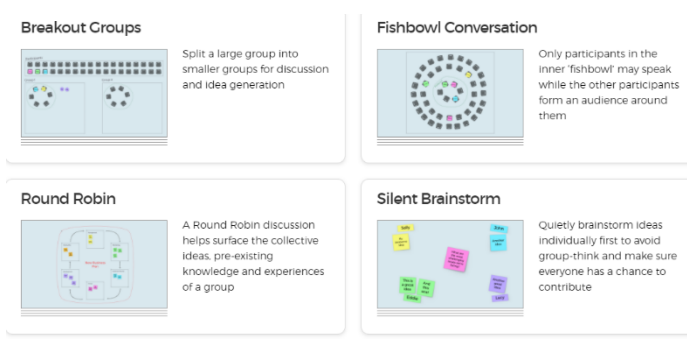 Breakout Groups
Split a large group into
smaller groups for discussion
and idea generation
Fishbowl Conversation
Only participants in the
inner 'fishbowl' may speak
while the other participants
form an audience around
them
Round Robin
A Round Robin discussion
helps surface the collective
ideas, pre-existing
knowledge and experiences
of a group
Silent Brainstorm
Quietly brainstorm ideas
individually first to avoid
group-think and make sure
everyone has a chance to
contribute